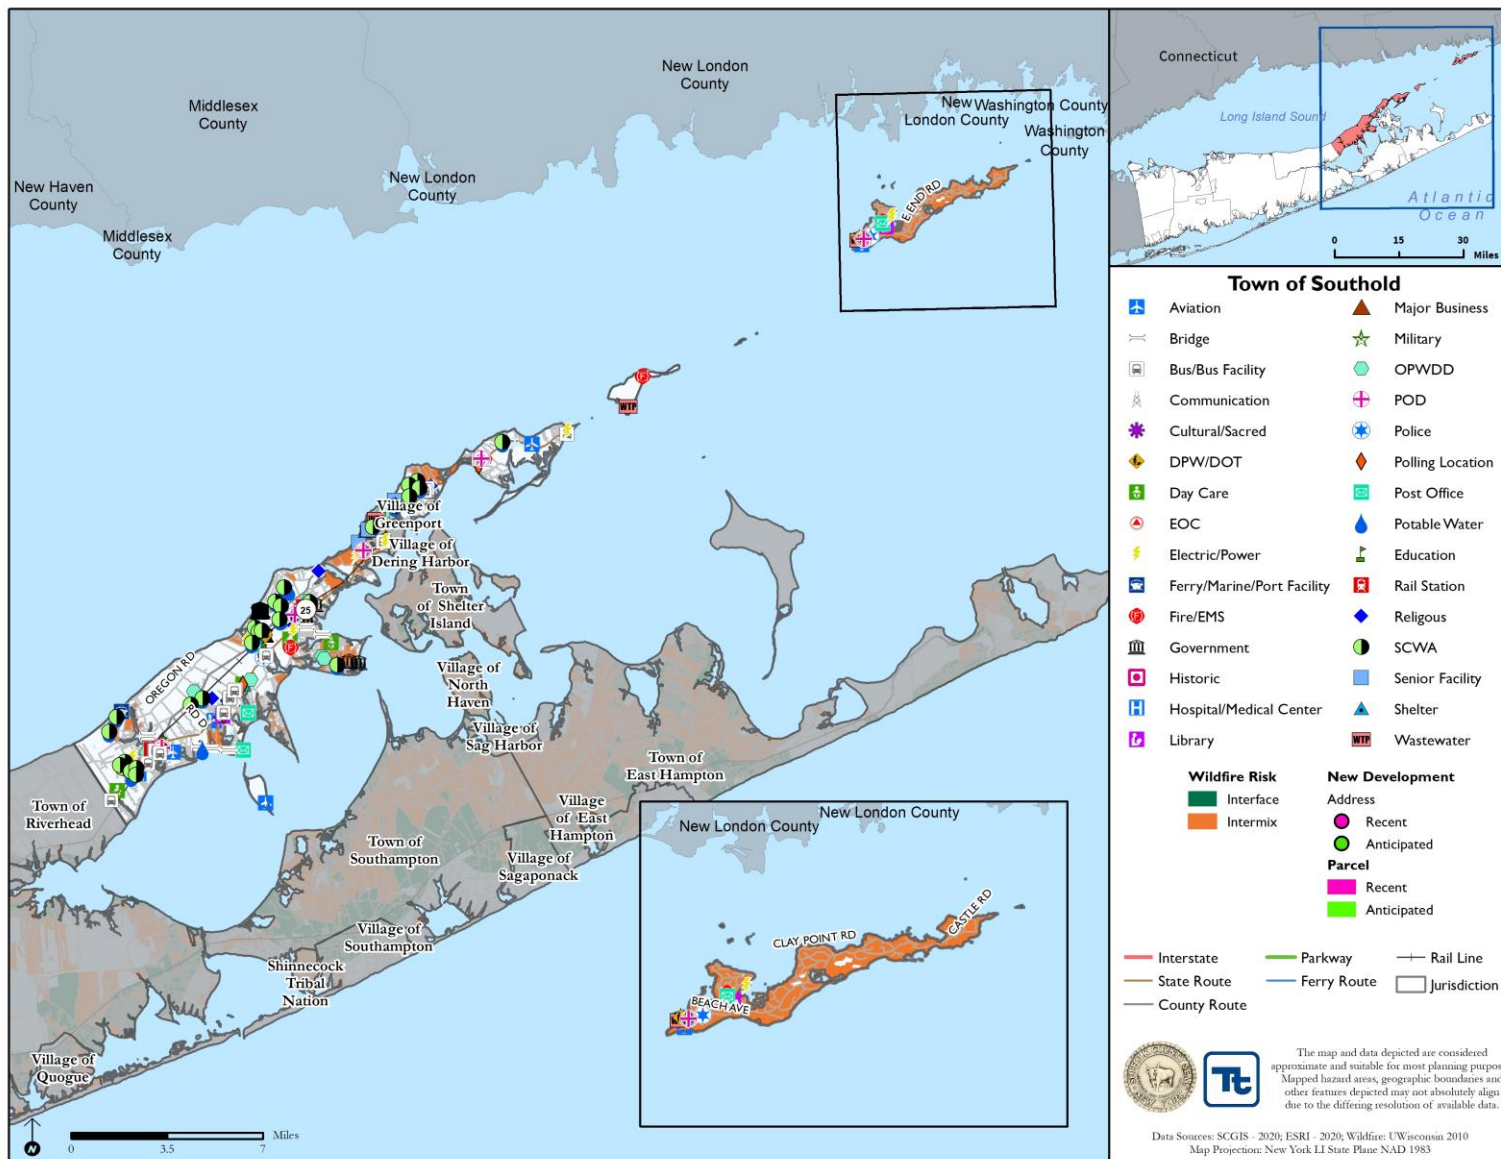 New London
County
Middlesex
County
New Haven
County
New London
County
Middlesex
County
New
London County
Washington County
Washington
County
E END RD
WTP
Village of
Greenport
Village of
Dering Harbor
Town
of Shelter
Island
25
OREGON RD
RD D
Village of
North
Haven
Village of
Sag Harbor
Town of
East Hampton
Town of
Riverhead
Village
of East
Hampton
Town of
Southampton
Village of
Sagaponack
Village of
Southampton
Shinnecock
Tribal
Nation
Village of
Quogue
N
0 3.5 7 Miles
New London County
New London County
CASTLE RD
CLAY POINT RD
BEACH AVE
Connecticut
Long Island Sound
Atlantic
Ocean
0 15 30
Miles
Town of Southold
Aviation
Bridge
Bus/Bus Facility
Communication
Cultural/Sacred
DPW/DOT
Day Care
EOC
Electric/Power
Ferry/Marine/Port Facility
Fire/EMS
Government
Historic
Hospital/Medical Center
Library
Major Business
Military
OPWDD
POD
Police
Polling Location
Post Office
Potable Water
Education
Rail Station
Religous
SCWA
Senior Facility
Shelter
WTP Wastewater
Wildfire Risk
Interface
Intermix
New Development
Address
Recent
Anticipated
Parcel
Recent
Anticipated
Interstate
State Route
County Route
Parkway
Ferry Route
Rail Line
Jurisdiction
Tt
The map and data depicted are considered
approximate and suitable for most planning purpos
Mapped hazard areas, geographic boundaries and
other features depicted may not absolutely align
due to the differing resolution of available data.
Data Sources: SCGIS - 2020; ESRI - 2020; Wildfire: UWisconsin 2010
Map Projection: New York LI State Plane NAD 1983